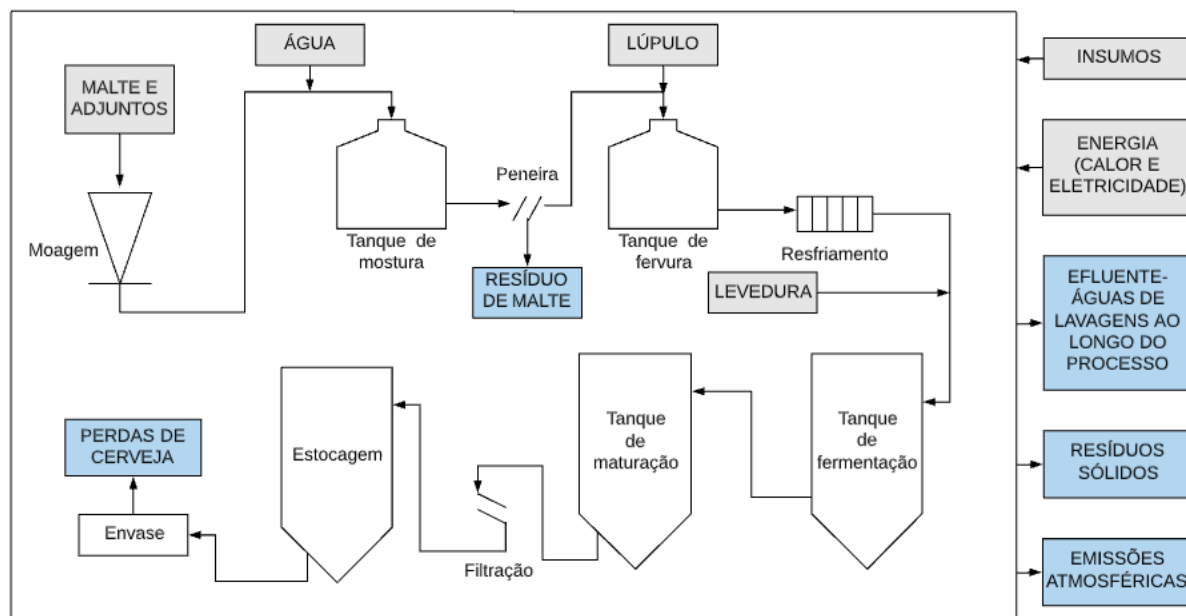 ÁGUA
LÚPULO
INSUMOS
MALTE E
ADJUNTOS
ENERGIA
(CALOR E
ELETRICIDADE)
Peneira
Moagem
Tanque de
mostura
Tanque de
fervura
Resfriamento
RESÍDUO
DE MALTE
LEVEDURA
EFLUENTE-
ÁGUAS DE
LAVAGENS AO
LONGO DO
PROCESSO
PERDAS DE
CERVEJA
Estocagem
Tanque
de
maturação
Tanque
de
fermentação
RESÍDUOS
SÓLIDOS
Envase
Filtração
EMISSÕES
ATMOSFÉRICAS